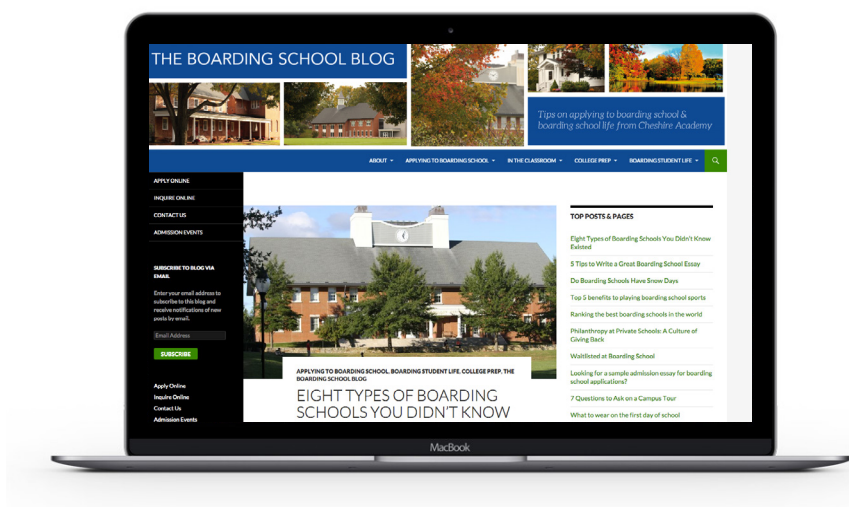 THE BOARDING SCHOOL BLOG
Tips on applying to boarding school &
boarding school life from Cheshire Academy
ABOUT APPLYING TO BOARDING SCHOOL IN THE CLASSROOM COLLEGE PREP BOARDING STUDENT LIFE
APPLY ONLINE
INQUIRE ONLINE
CONTACT US
ADMISSION EVENTS
SUBSCRIBE TO BLOG VIA
EMAIL
Enter your email address to
subscribe to this blog and
receive notifications of new
posts by email.
Email Address
SUBSCRIBE
Apply Online
Inquire Online
Contact Us
Admission Events
APPLYING TO BOARDING SCHOOL, BOARDING STUDENT LIFE, COLLEGE PREP, THE
BOARDING SCHOOL BLOG
EIGHT TYPES OF BOARDING
SCHOOLS YOU DIDN'T KNOW
TOP POSTS & PAGES
Eight Types of Boarding Schools You Didn't Know
Existed
5 Tips to Write a Great Boarding School Essay
Do Boarding Schools Have Snow Days
Top 5 benefits to playing boarding school sports
Ranking the best boarding schools in the world
Philanthropy at Private Schools: A Culture of
Giving Back
Waitlisted at Boarding School
Looking for a sample admission essay for boarding
school applications?
7 Questions to Ask on a Campus Tour
What to wear on the first day of school
MacBook